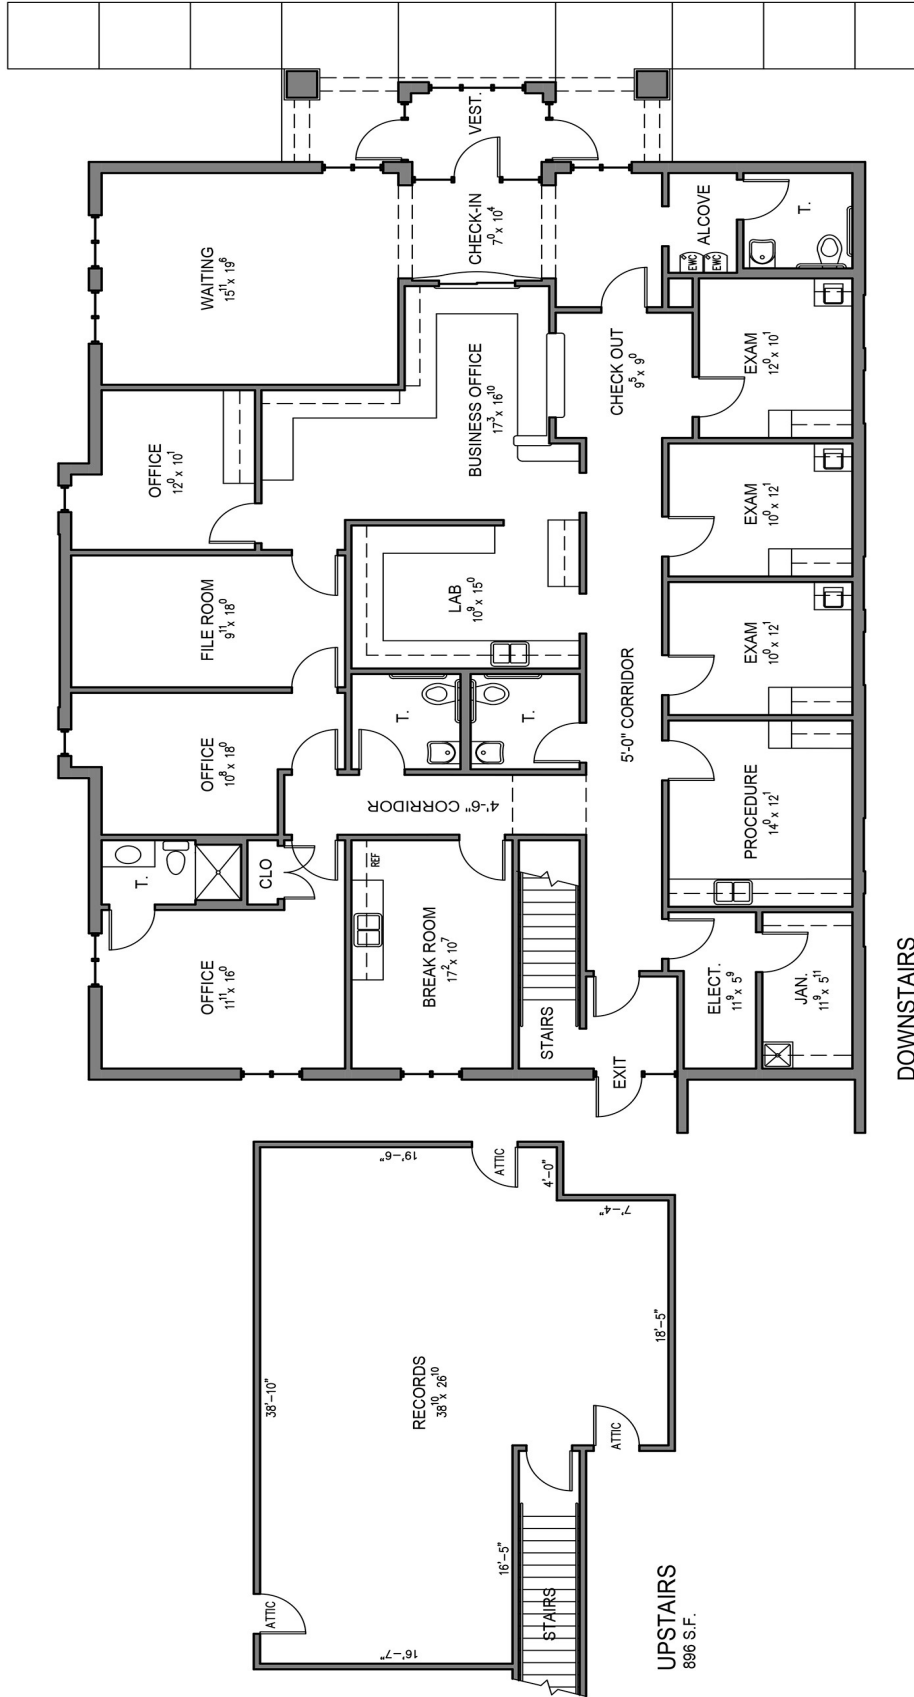 WAITING
15¹¹ x 19⁶
VEST.
CHECK-IN
7⁰ x 10⁴
ALCOVE
EWC
EWC
T.
OFFICE
12⁰ x 10¹
BUSINESS OFFICE
17³ x 16¹⁰
CHECK OUT
9⁵ x 9⁰
EXAM
12⁰ x 10¹
FILE ROOM
9¹¹ x 18⁰
LAB
10⁹ x 15⁰
EXAM
10⁰ x 12¹
OFFICE
10⁸ x 18⁰
T.
T.
5'-0" CORRIDOR
EXAM
10⁰ x 12¹
4'-6" CORRIDOR
PROCEDURE
14⁰ x 12¹
T.
CLO
REF
OFFICE
11¹¹ x 16⁰
BREAK ROOM
17² x 10⁷
STAIRS
EXIT
ELECT.
11⁹ x 5⁹
JAN.
11⁹ x 5¹¹
DOWNSTAIRS
19'-6"
ATTIC
4'-0"
7'-4"
38'-10"
RECORDS
38¹⁰ x 26¹⁰
18'-5"
ATTIC
ATTIC
16'-7"
16'-5"
STAIRS
UPSTAIRS
896 S.F.